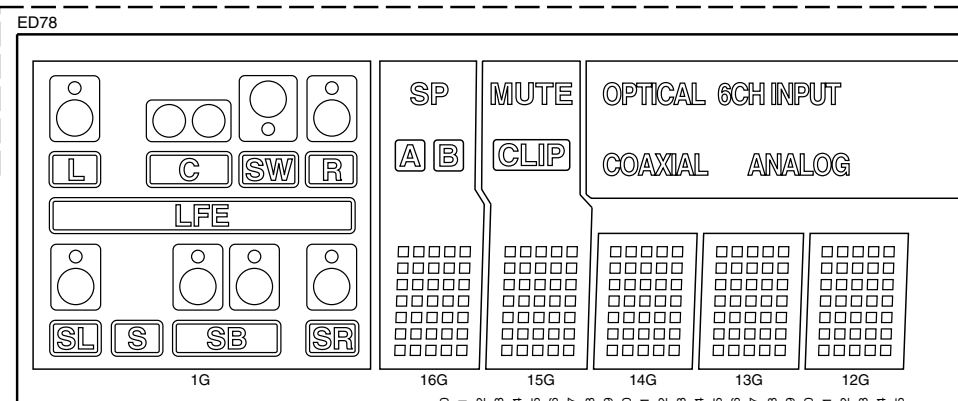 ED78
SP MUTE OPTICAL 6CH INPUT
L C SW R A B CLIP COAXIAL ANALOG
LFE
SL S SB SR
1G 16G 15G 14G 13G 12G